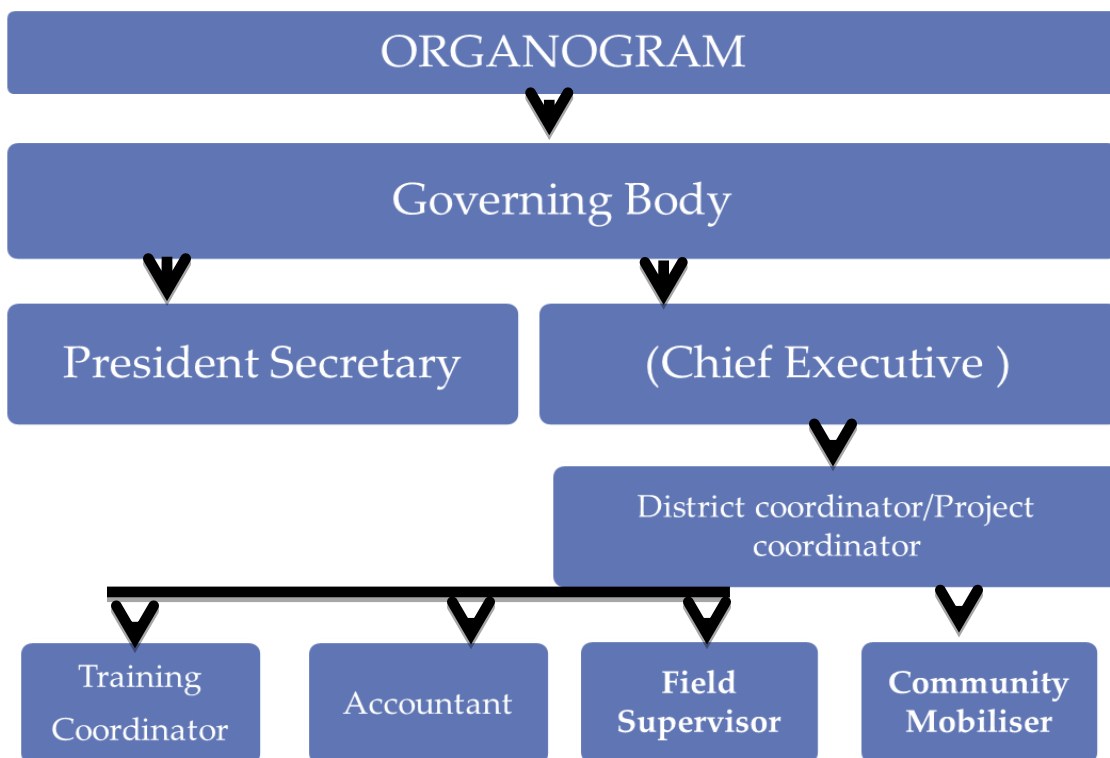 ORGANOGRAM
Governing Body
President Secretary
(Chief Executive )
District coordinator/Project
coordinator
Training
Coordinator
Accountant
Field
Supervisor
Community
Mobiliser